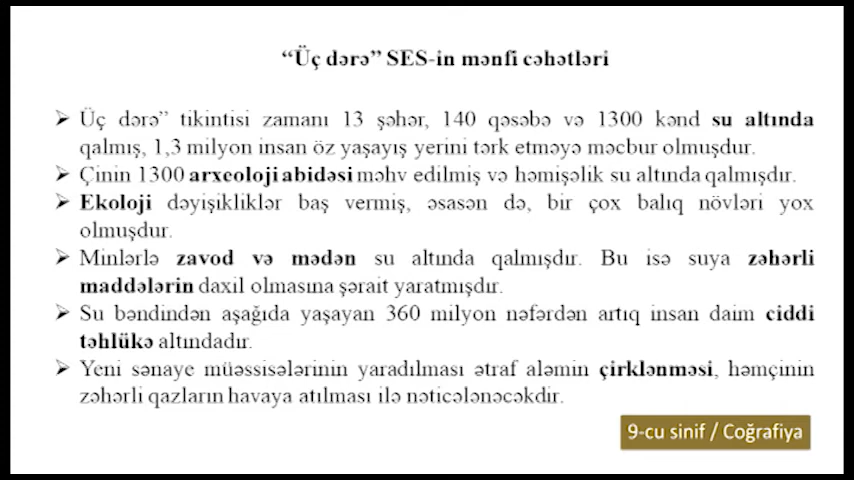 “Üç dərə” SES-in mənfi cəhətləri
➢ Üç dərə” tikintisi zamanı 13 şəhər, 140 qəsəbə və 1300 kənd su altında
qalmış, 1,3 milyon insan öz yaşayış yerini tərk etməyə məcbur olmuşdur.
➢ Çinin 1300 arxeoloji abidəsi məhv edilmiş və həmişəlik su altında qalmışdır.
➢ Ekoloji dəyişikliklər baş vermiş, əsasən də, bir çox balıq növləri yox
olmuşdur.
➢ Minlərlə zavod və mədən su altında qalmışdır. Bu isə suya zəhərli
maddələrin daxil olmasına şərait yaratmışdır.
➢ Su bəndindən aşağıda yaşayan 360 milyon nəfərdən artıq insan daim ciddi
təhlükə altındadır.
➢ Yeni sənaye müəssisələrinin yaradılması ətraf aləmin çirklənməsi, həmçinin
zəhərli qazların havaya atılması ilə nəticələnəcəkdir.
9-cu sinif / Coğrafiya